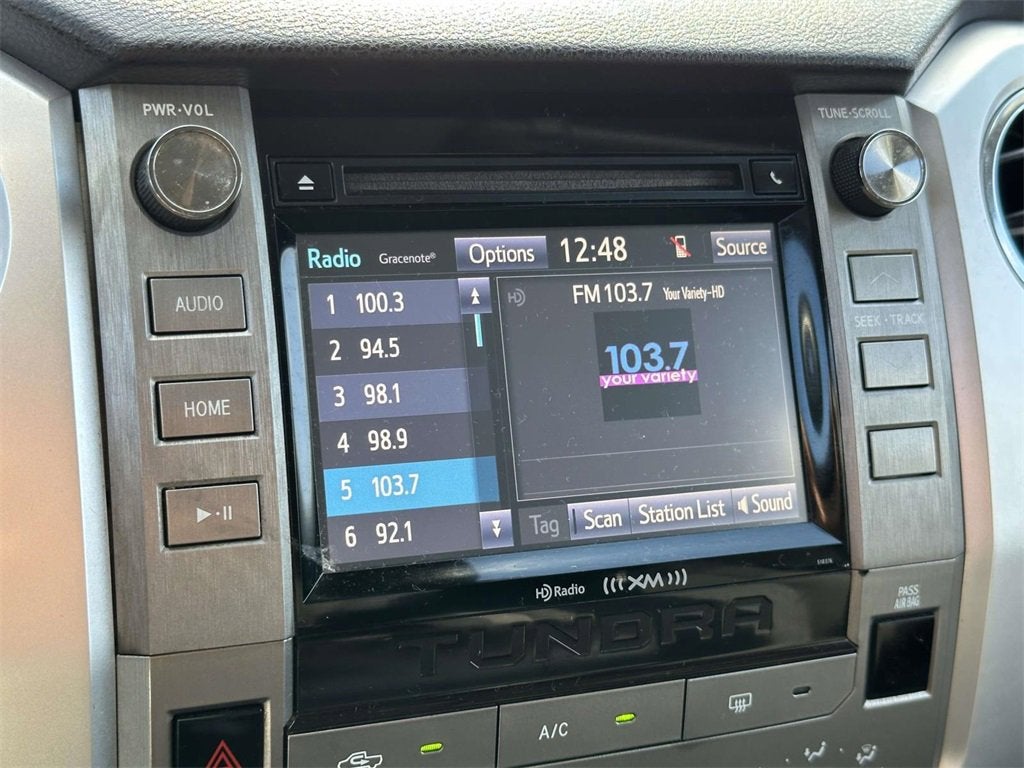 PWR·VOL
TUNE·SCROLL
AUDIO
HOME
SEEK·TRACK
Radio Gracenote® Options 12:48 Source
1 100.3
2 94.5
3 98.1
4 98.9
5 103.7
6 92.1
HD FM 103.7 Your Variety-HD
103.7
your variety
Tag Scan Station List Sound
HD Radio ((XM))
TUNDRA
PASS
AIR BAG
A/C